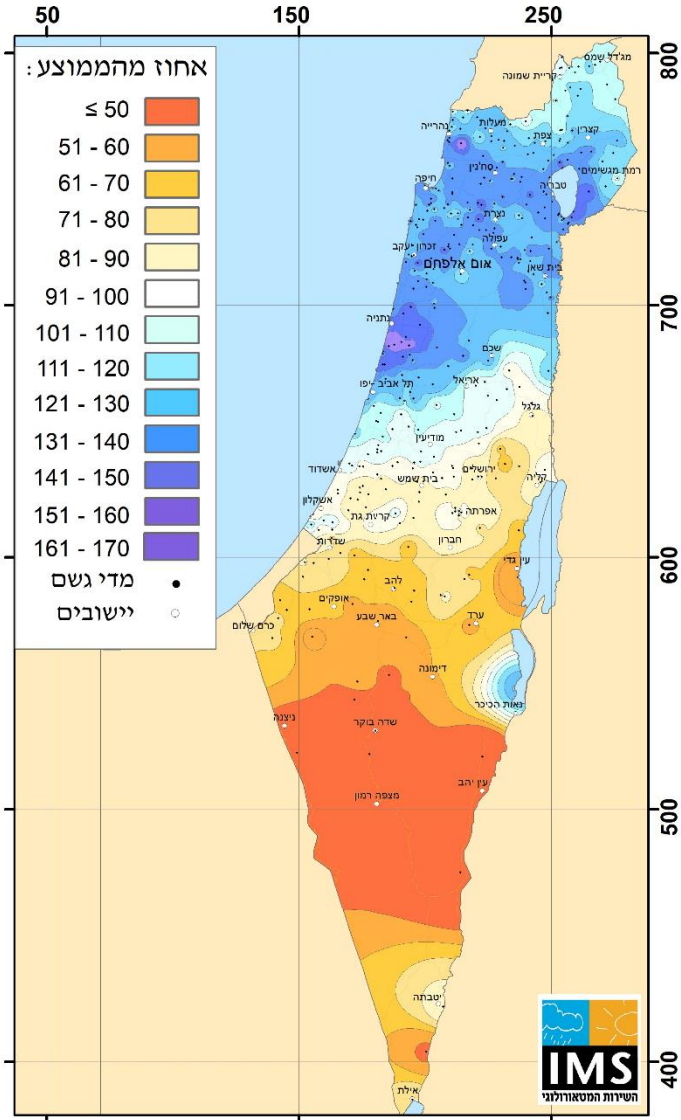 50 150 250
אחוז מהממוצע:
≤ 50
51 - 60
61 - 70
71 - 80
81 - 90
91 - 100
101 - 110
111 - 120
121 - 130
131 - 140
141 - 150
151 - 160
161 - 170
מדי גשם
יישובים
800
מג'דל שמס
קריית שמונה
נהרייה
מעלות
צפת
קצרין
סח'נין
רמת מגשימים
חיפה
טבריה
נצרת
עפולה
זכרון יעקב
אום אלפחם
בית שאן
700
נתניה
שכם
תל אביב -יפו
אריאל
גלגל
מודיעין
אשדוד
ירושלים
בית שמש
קליה
אשקלון
קריית גת
אפרתה
שדרות
חברון
600
עין גדי
להב
אופקים
כרם שלום
באר שבע
ערד
דימונה
נאות הכיכר
ניצנה
שדה בוקר
עין יהב
מצפה רמון
500
יטבתה
400
אילת
IMS
השירות המטאורולוגי